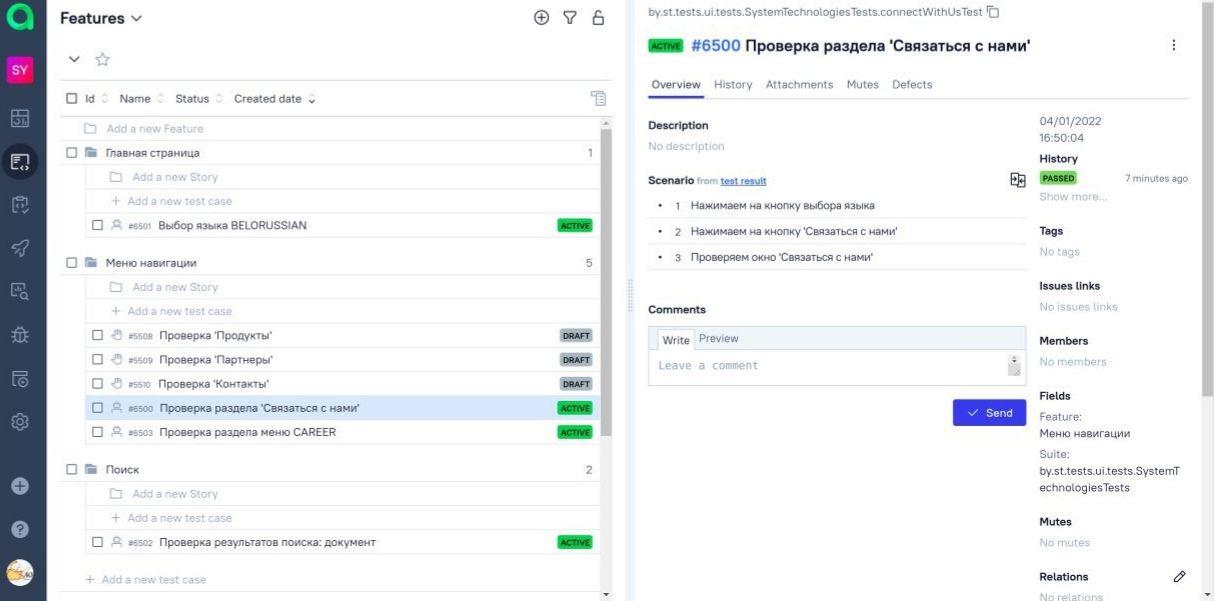 Features
SY
Id Name Status Created date
Add a new Feature
Главная страница 1
Add a new Story
Add a new test case
#6501 Выбор языка BELORUSSIAN ACTIVE
Меню навигации 5
Add a new Story
Add a new test case
#5508 Проверка 'Продукты' DRAFT
#5509 Проверка 'Партнеры' DRAFT
#5510 Проверка 'Контакты' DRAFT
#6500 Проверка раздела 'Связаться с нами' ACTIVE
#6503 Проверка раздела меню CAREER ACTIVE
Поиск 2
Add a new Story
Add a new test case
#6502 Проверка результатов поиска: документ ACTIVE
Add a new test case
by.st.tests.ui.tests.SystemTechnologiesTests.connectWithUsTest
ACTIVE #6500 Проверка раздела 'Связаться с нами'
Overview History Attachments Mutes Defects
Description
No description
Scenario from test result
1 Нажимаем на кнопку выбора языка
2 Нажимаем на кнопку 'Связаться с нами'
3 Проверяем окно 'Связаться с нами'
Comments
Write Preview
Leave a comment
Send
04/01/2022
16:50:04
History
PASSED 7 minutes ago
Show more...
Tags
No tags
Issues links
No issues links
Members
No members
Fields
Feature:
Меню навигации
Suite:
by.st.tests.ui.tests.SystemT
echnologiesTests
Mutes
No mutes
Relations
No relations